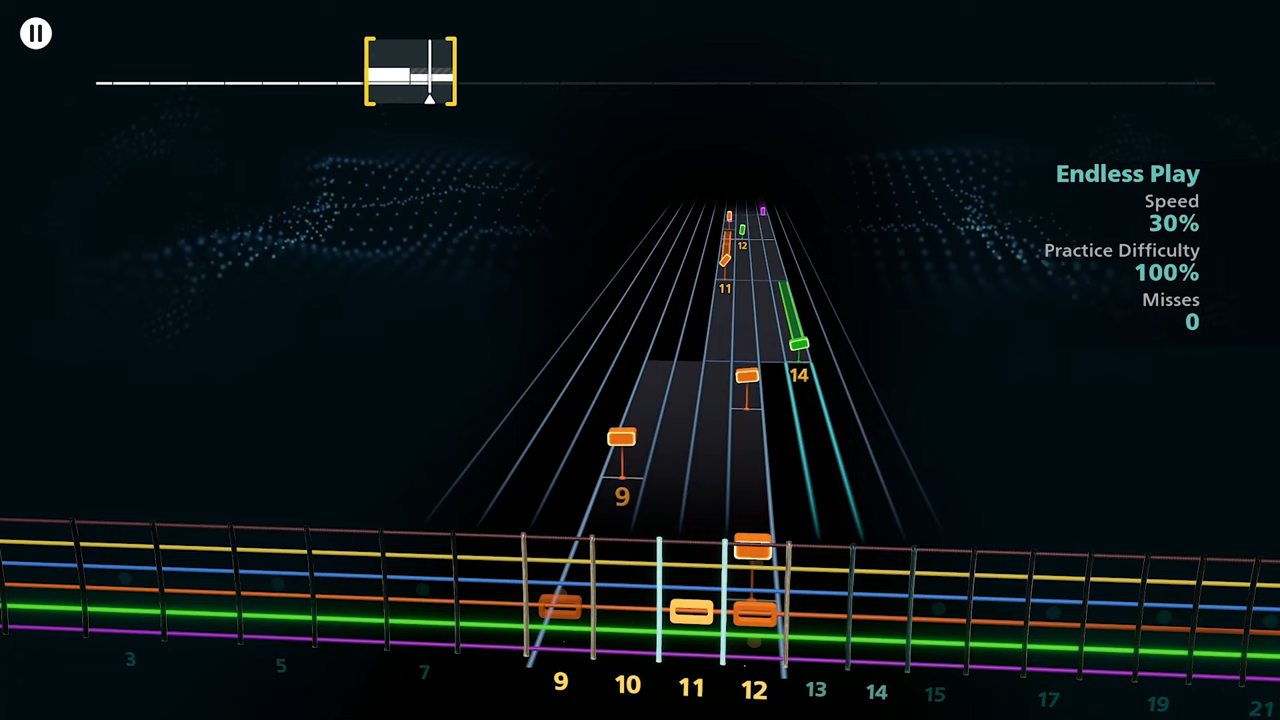 Endless Play
Speed
30%
Practice Difficulty
100%
Misses
0
12
11
14
9
3 5 7 9 10 11 12 13 14 15 17 19 21